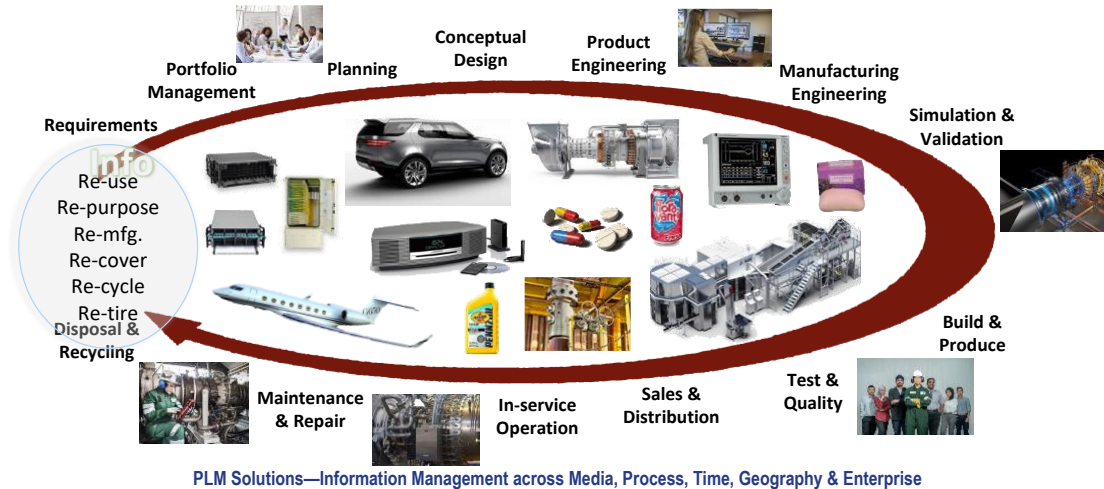 Conceptual
Design
Product
Engineering
Portfolio
Management
Planning
Manufacturing
Engineering
Requirements
Simulation &
Validation
Info
Re-use
Re-purpose
Re-mfg.
Re-cover
Re-cycle
Re-tire
Disposal &
Recycling
Build &
Produce
Maintenance
& Repair
In-service
Operation
Sales &
Distribution
Test &
Quality
PLM Solutions—Information Management across Media, Process, Time, Geography & Enterprise